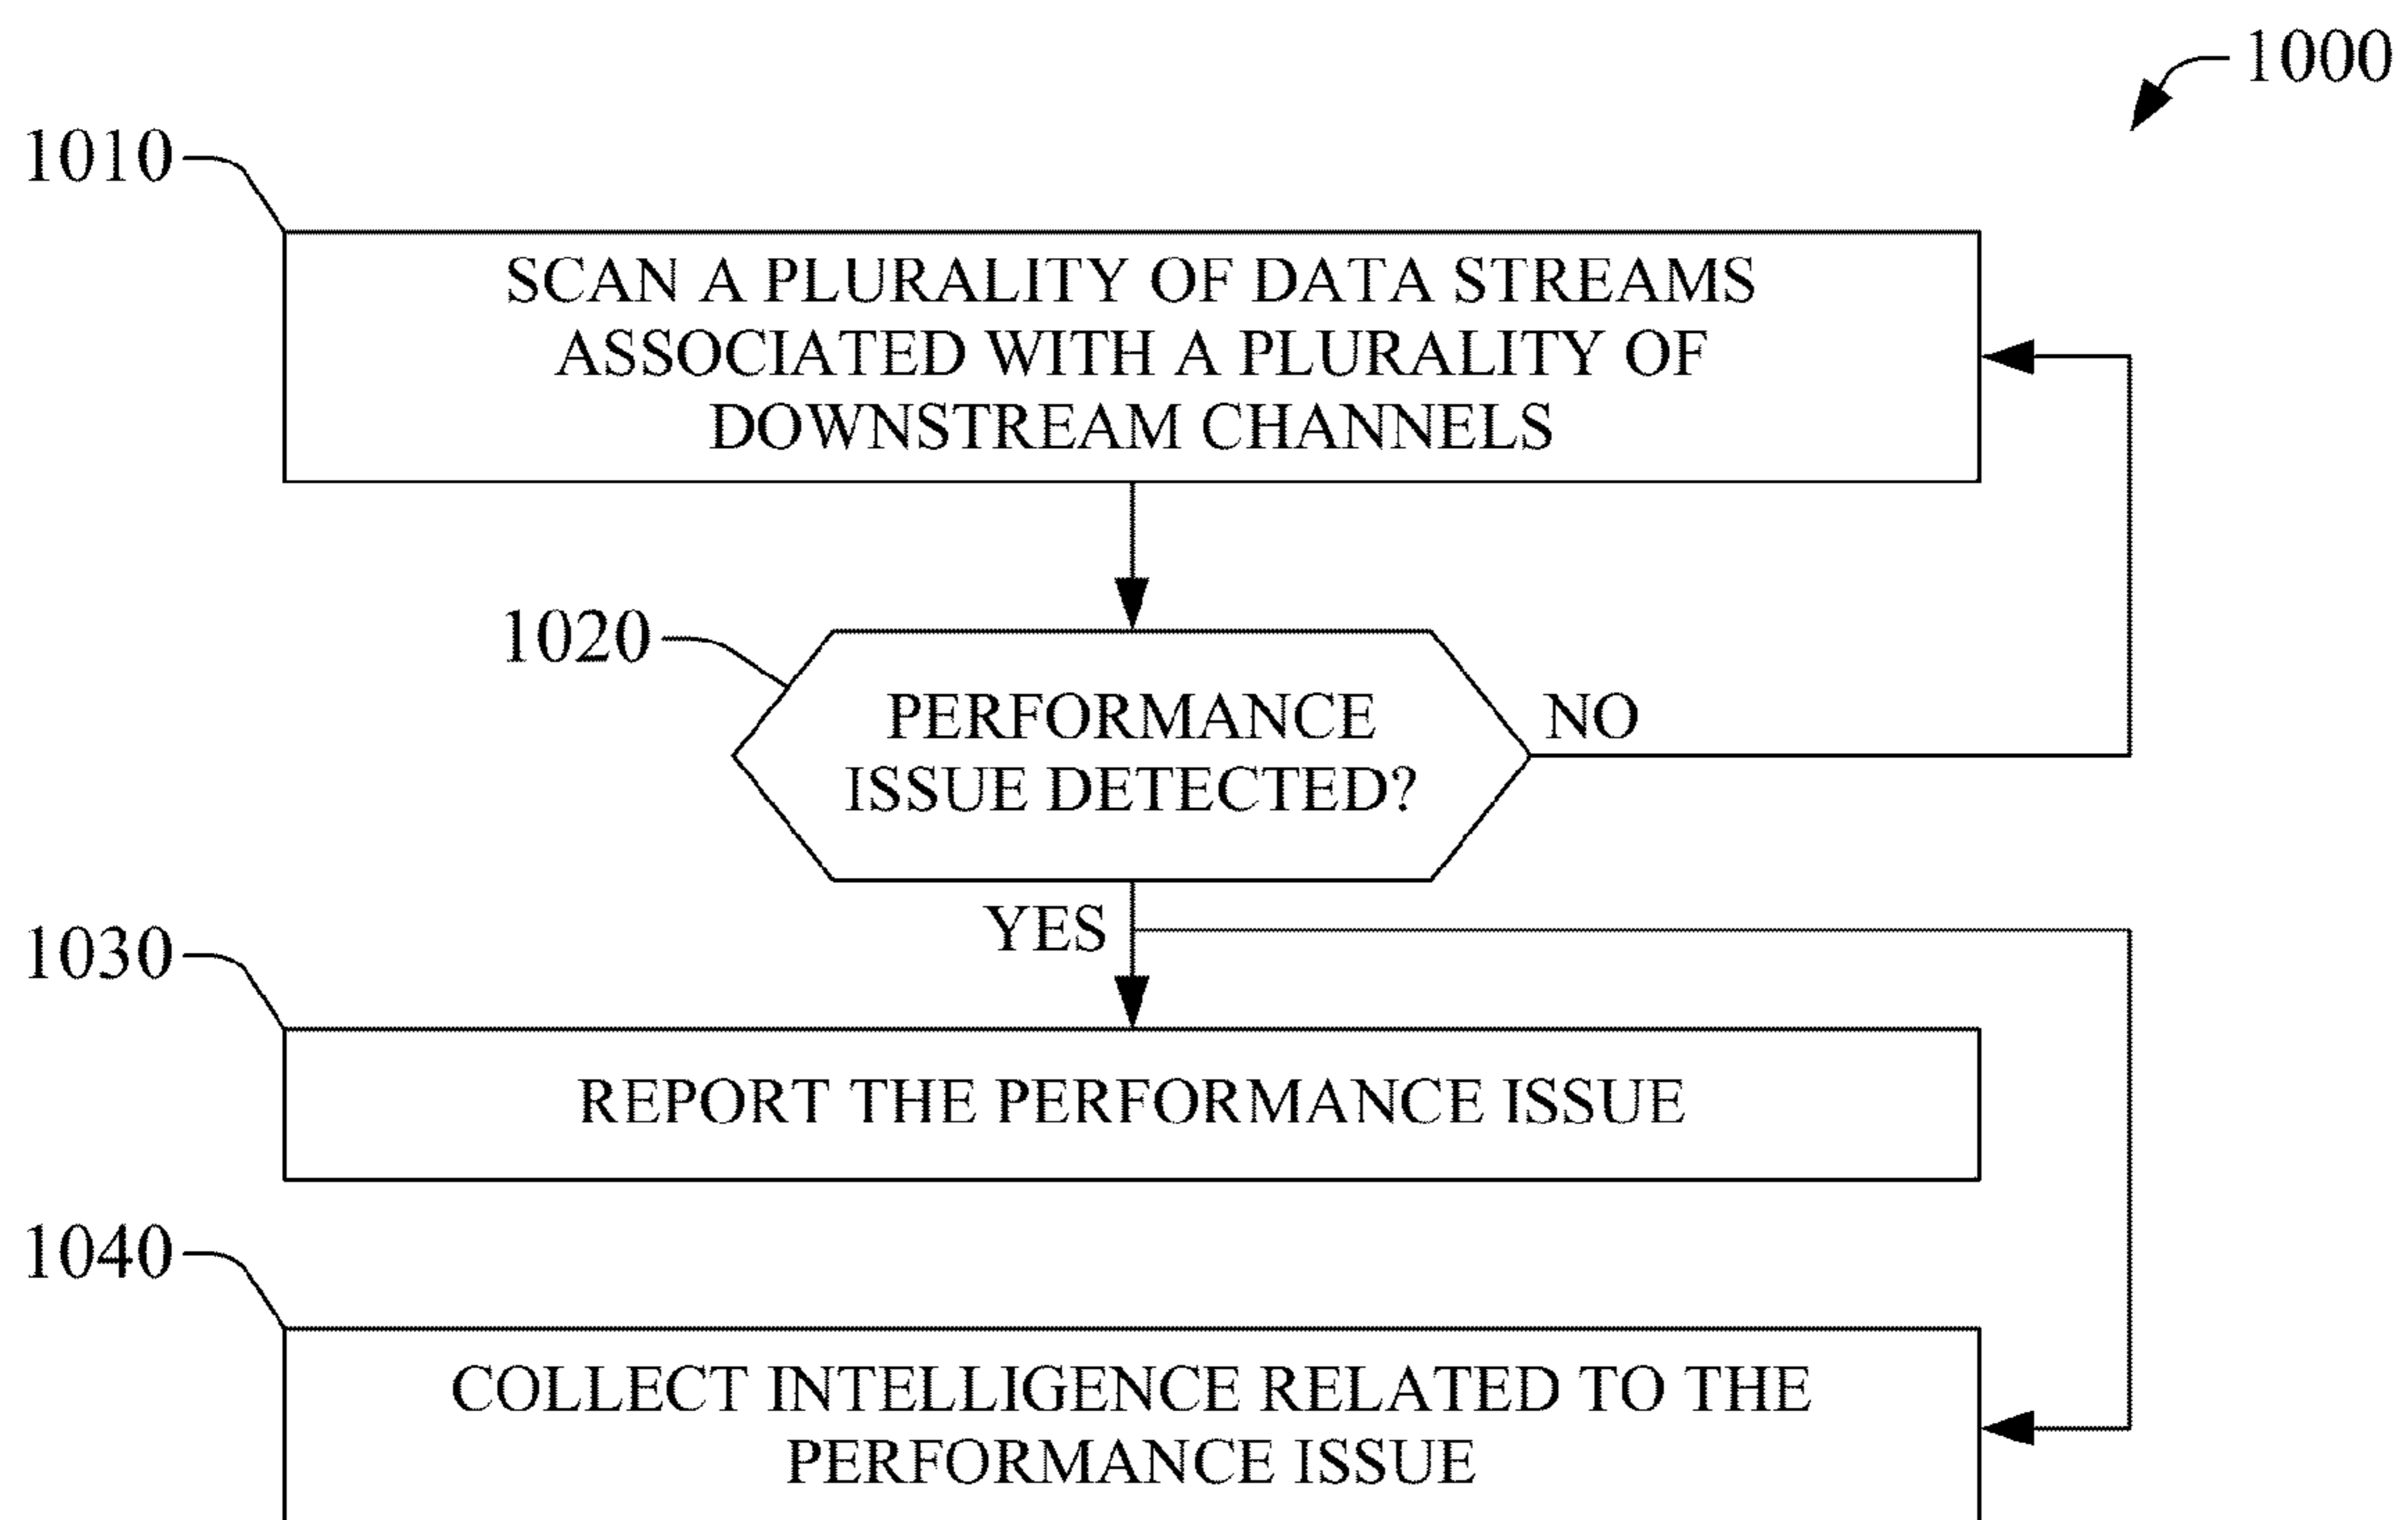 1000
1010
SCAN A PLURALITY OF DATA STREAMS
ASSOCIATED WITH A PLURALITY OF
DOWNSTREAM CHANNELS
1020
PERFORMANCE
ISSUE DETECTED?
NO
YES
1030
REPORT THE PERFORMANCE ISSUE
1040
COLLECT INTELLIGENCE RELATED TO THE
PERFORMANCE ISSUE